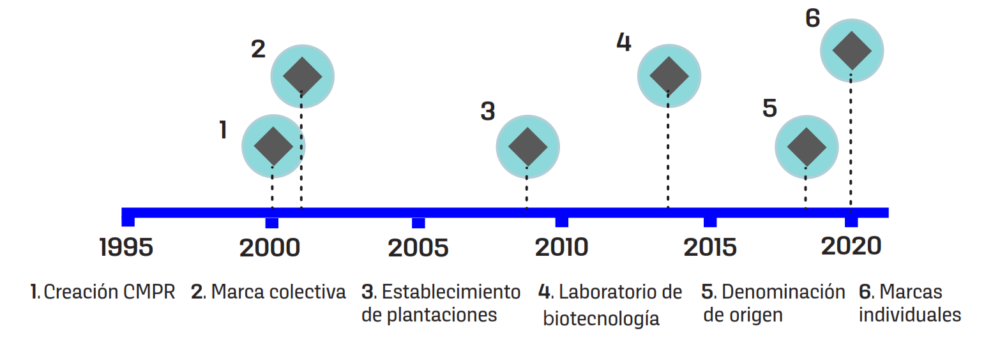 6
2
4
3
5
1
1995
2000
2005
2010
2015
2020
1. Creación CMPR
2. Marca colectiva
3. Establecimiento
de plantaciones
4. Laboratorio de
biotecnología
5. Denominación
de origen
6. Marcas
individuales